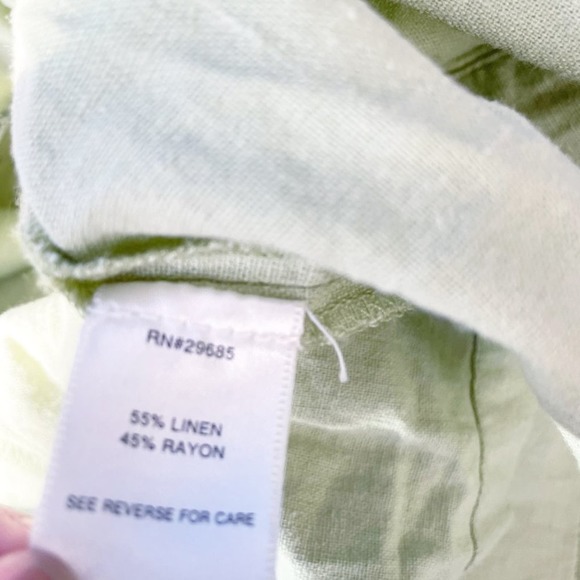 RN#29685
55% LINEN
45% RAYON
SEE REVERSE FOR CARE